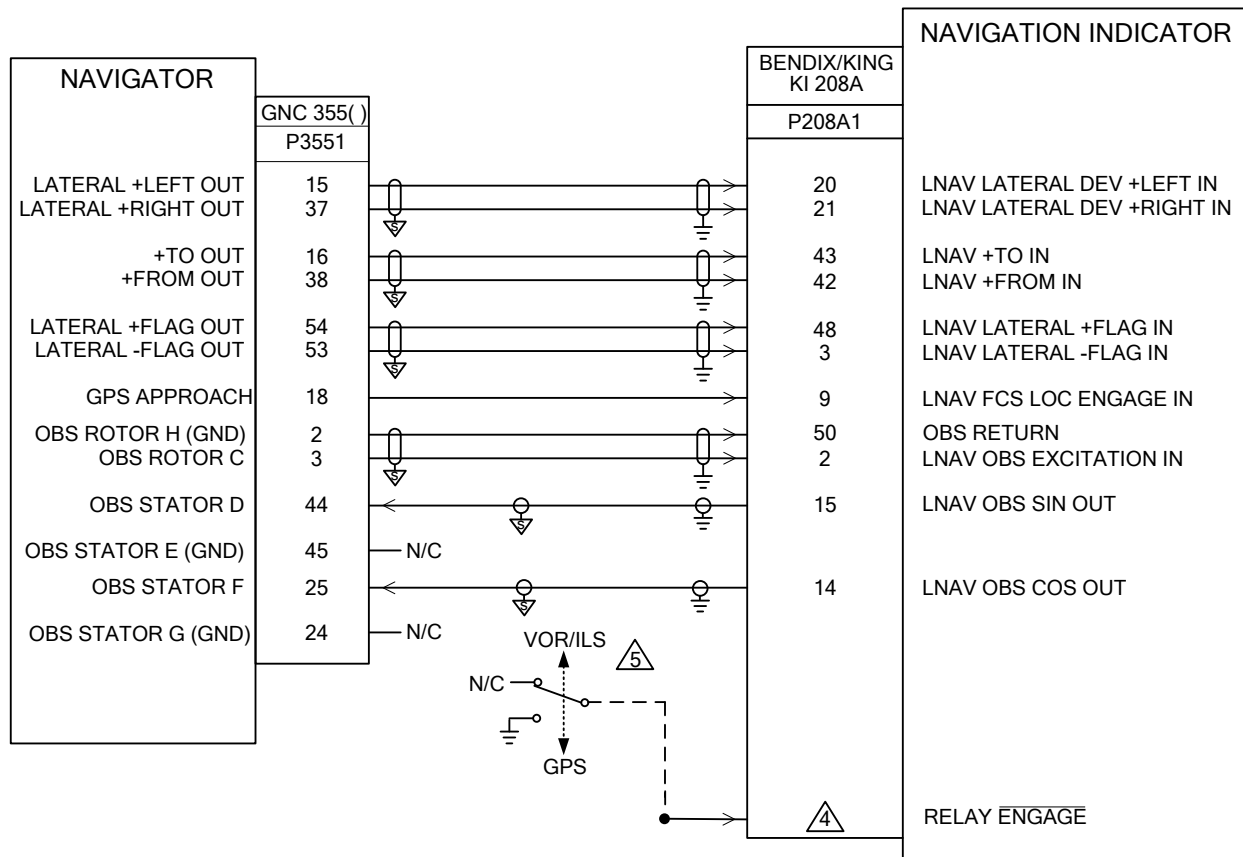 NAVIGATION INDICATOR
NAVIGATOR
BENDIX/KING
KI 208A
GNC 355( )
P3551
P208A1
LATERAL +LEFT OUT 15 20 LNAV LATERAL DEV +LEFT IN
LATERAL +RIGHT OUT 37 21 LNAV LATERAL DEV +RIGHT IN
S
+TO OUT 16 43 LNAV +TO IN
+FROM OUT 38 42 LNAV +FROM IN
S
LATERAL +FLAG OUT 54 48 LNAV LATERAL +FLAG IN
LATERAL -FLAG OUT 53 3 LNAV LATERAL -FLAG IN
S
GPS APPROACH 18 9 LNAV FCS LOC ENGAGE IN
OBS ROTOR H (GND) 2 50 OBS RETURN
OBS ROTOR C 3 2 LNAV OBS EXCITATION IN
S
OBS STATOR D 44 15 LNAV OBS SIN OUT
S
OBS STATOR E (GND) 45 N/C
OBS STATOR F 25 14 LNAV OBS COS OUT
S
OBS STATOR G (GND) 24 N/C
VOR/ILS 5
N/C
GPS
4 RELAY ENGAGE